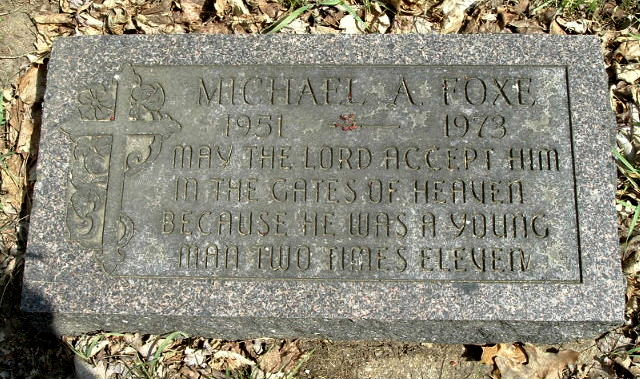 MICHAEL A. FOXE
1951 1973
MAY THE LORD ACCEPT HIM
IN THE GATES OF HEAVEN
BECAUSE HE WAS A YOUNG
MAN TWO TIMES ELEVEN